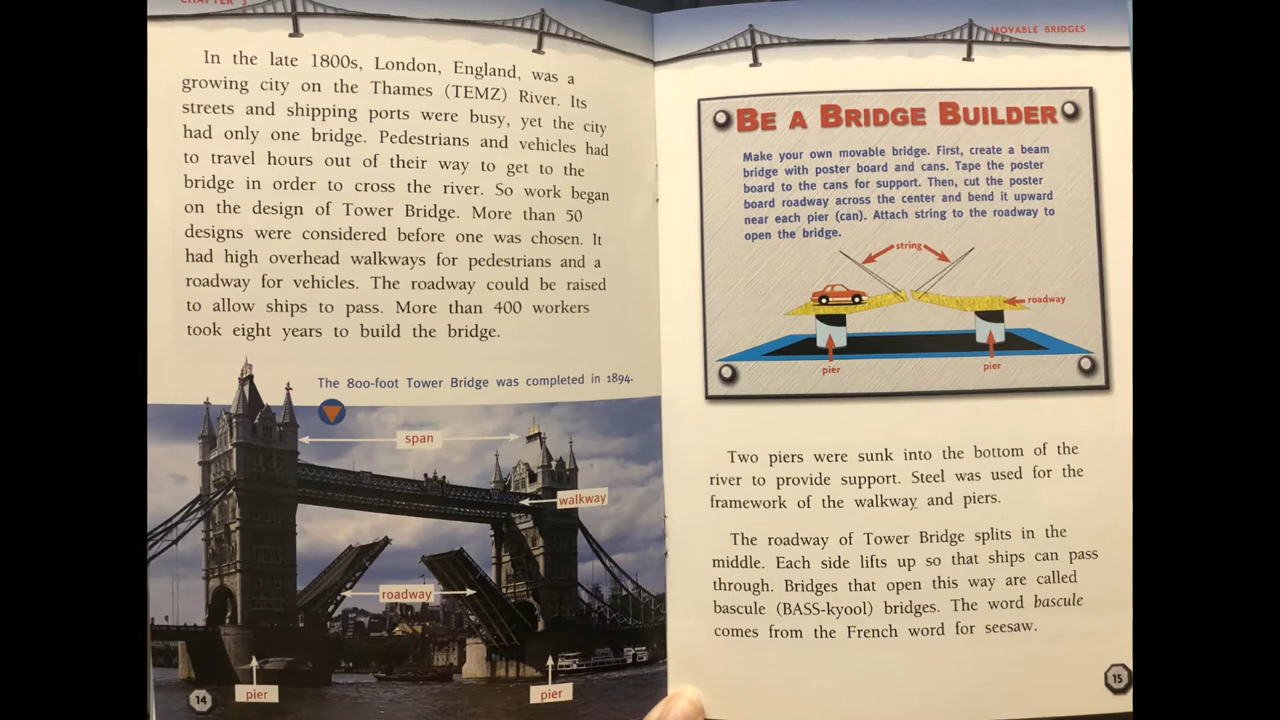 CHAPTER 3
In the late 1800s, London, England, was a
growing city on the Thames (TEMZ) River. Its
streets and shipping ports were busy, yet the city
had only one bridge. Pedestrians and vehicles had
to travel hours out of their way to get to the
bridge in order to cross the river. So work began
on the design of Tower Bridge. More than 50
designs were considered before one was chosen. It
had high overhead walkways for pedestrians and a
roadway for vehicles. The roadway could be raised
to allow ships to pass. More than 400 workers
took eight years to build the bridge.
The 800-foot Tower Bridge was completed in 1894.
span
walkway
roadway
pier
pier
14
MOVABLE BRIDGES
BE A BRIDGE BUILDER
Make your own movable bridge. First, create a beam
bridge with poster board and cans. Tape the poster
board to the cans for support. Then, cut the poster
board roadway across the center and bend it upward
near each pier (can). Attach string to the roadway to
open the bridge.
string
roadway
pier
pier
Two piers were sunk into the bottom of the
river to provide support. Steel was used for the
framework of the walkway and piers.
The roadway of Tower Bridge splits in the
middle. Each side lifts up so that ships can pass
through. Bridges that open this way are called
bascule (BASS-kyool) bridges. The word bascule
comes from the French word for seesaw.
15